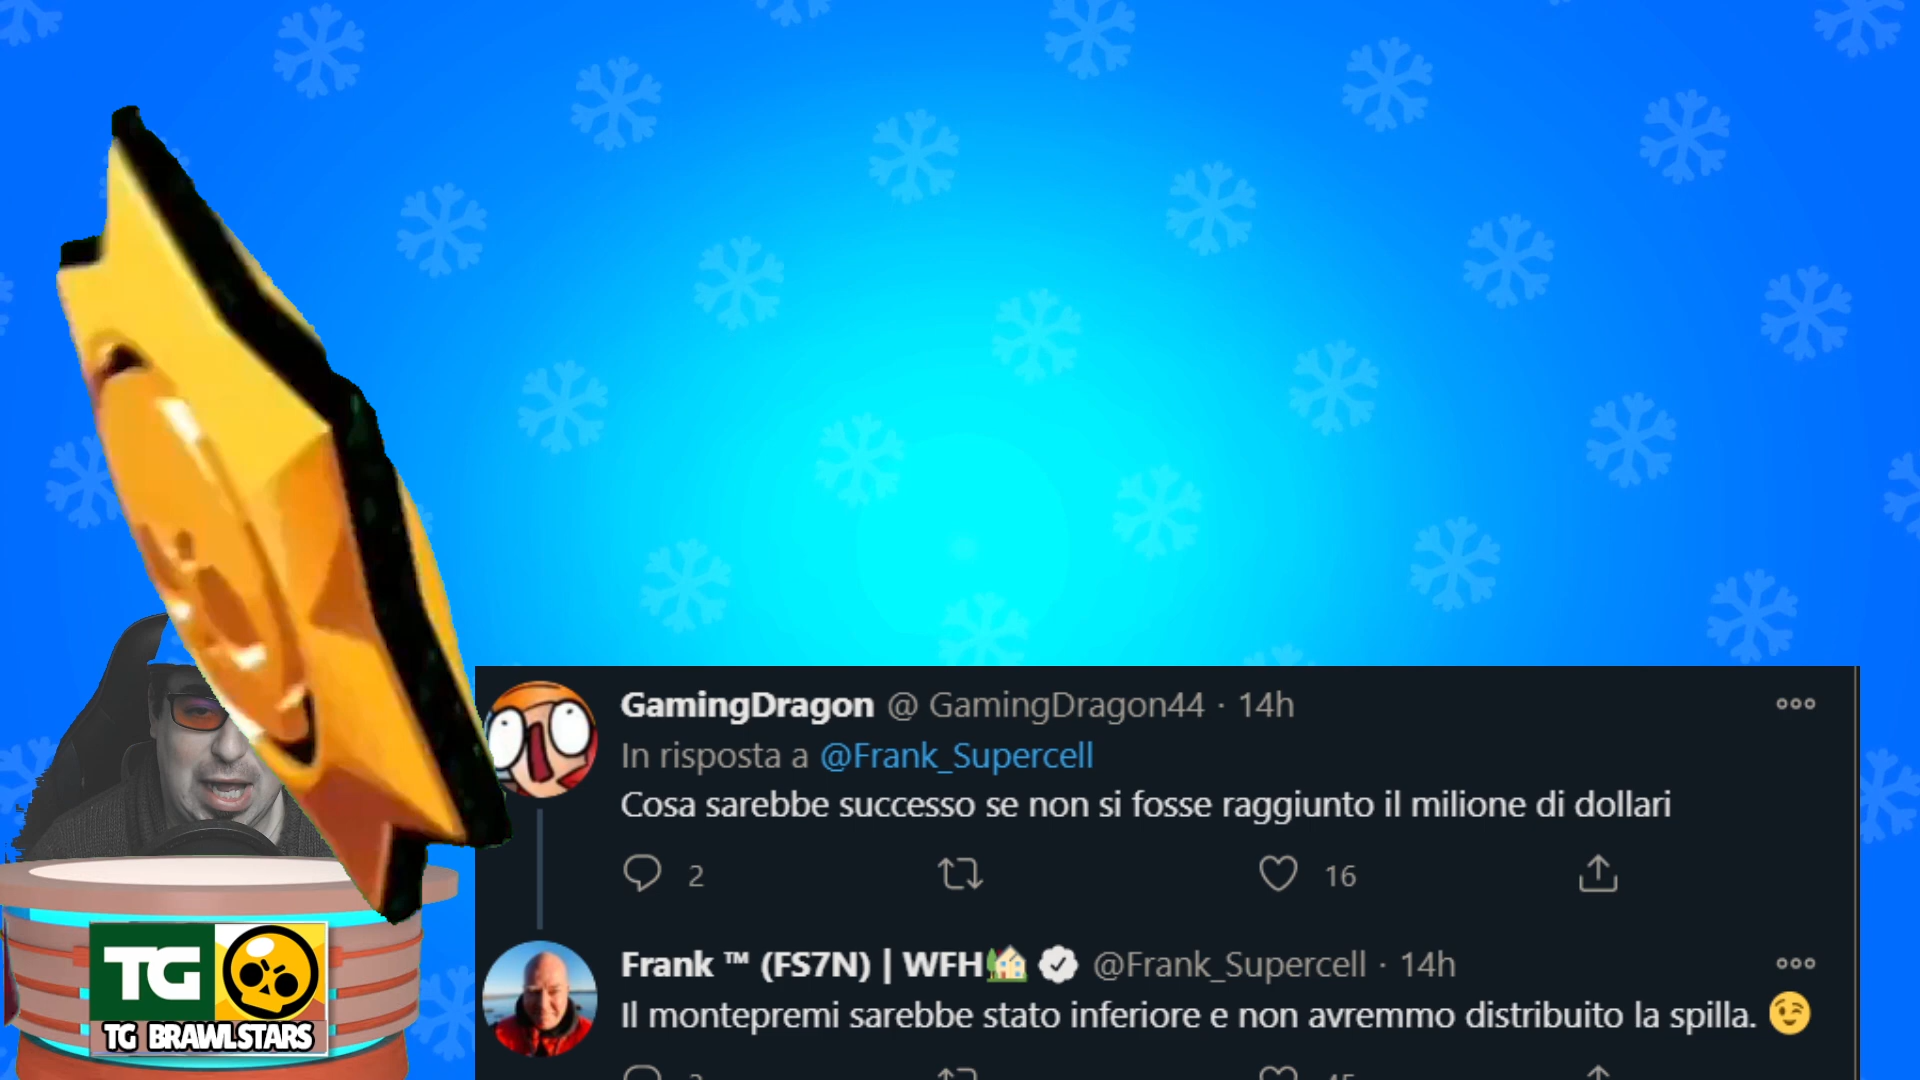 GamingDragon @ GamingDragon44 · 14h
In risposta a @Frank_Supercell
Cosa sarebbe successo se non si fosse raggiunto il milione di dollari
2 16
Frank ™ (FS7N) | WFH🏡 @Frank_Supercell · 14h
Il montepremi sarebbe stato inferiore e non avremmo distribuito la spilla. 😉
TG
TG BRAWLSTARS